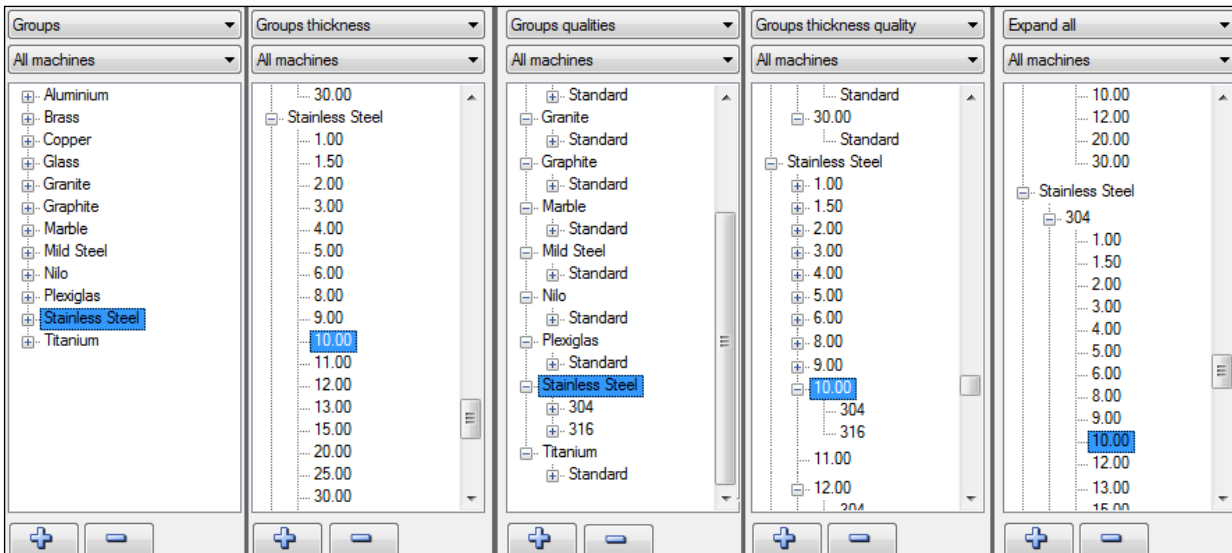 Groups
All machines
Aluminium
Brass
Copper
Glass
Granite
Graphite
Marble
Mild Steel
Nilo
Plexiglas
Stainless Steel
Titanium
Groups thickness
All machines
30.00
Stainless Steel
1.00
1.50
2.00
3.00
4.00
5.00
6.00
8.00
9.00
10.00
11.00
12.00
13.00
15.00
20.00
25.00
30.00
Groups qualities
All machines
Standard
Granite
Standard
Graphite
Standard
Marble
Standard
Mild Steel
Standard
Nilo
Standard
Plexiglas
Standard
Stainless Steel
304
316
Titanium
Standard
Groups thickness quality
All machines
Standard
30.00
Standard
Stainless Steel
1.00
1.50
2.00
3.00
4.00
5.00
6.00
8.00
9.00
10.00
304
316
11.00
12.00
304
Expand all
All machines
10.00
12.00
20.00
30.00
Stainless Steel
304
1.00
1.50
2.00
3.00
4.00
5.00
6.00
8.00
9.00
10.00
12.00
13.00
15.00